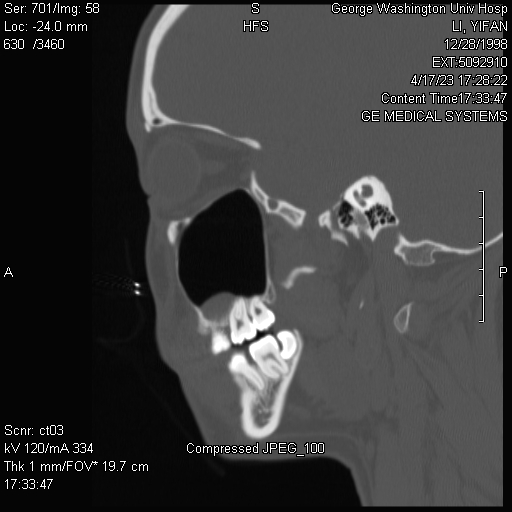 Ser: 701/Img: 58
Loc: -24.0 mm
630 /3460
S
HFS
George Washington Univ Hosp
LI, YIFAN
12/28/1998
EXT:5092910
4/17/23 17:28:22
Content Time17:33:47
GE MEDICAL SYSTEMS
A
P
Scnr: ct03
kV 120/mA 334
Thk 1 mm/FOV* 19.7 cm
17:33:47
Compressed JPEG_100